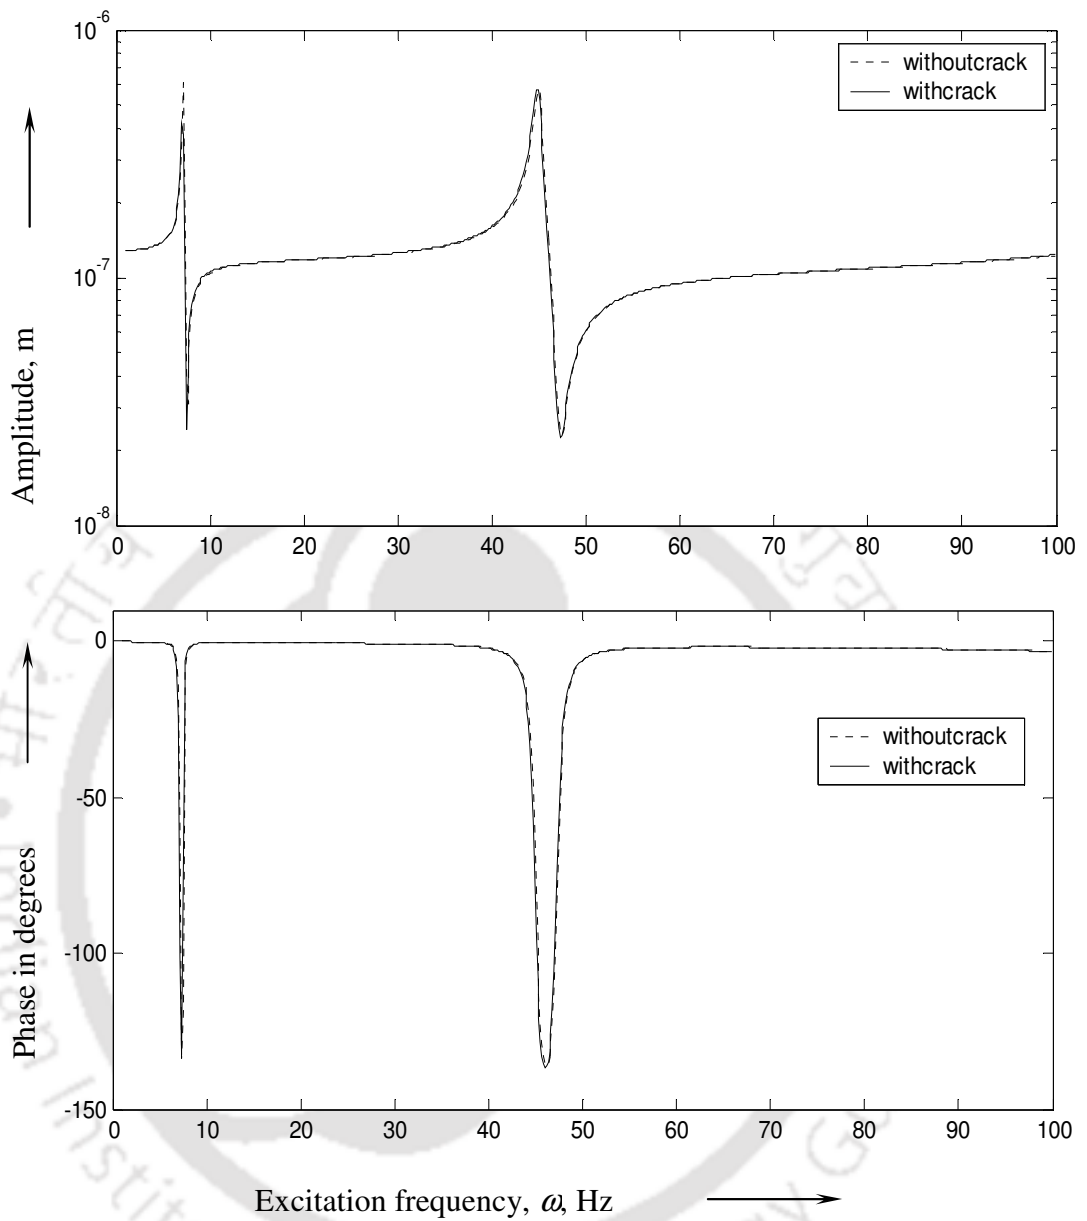 10-6
withoutcrack
withcrack
10-7
10-8
Amplitude, m
0 10 20 30 40 50 60 70 80 90 100
0
-50
-100
-150
withoutcrack
withcrack
Phase in degrees
0 10 20 30 40 50 60 70 80 90 100
Excitation frequency, ω, Hz